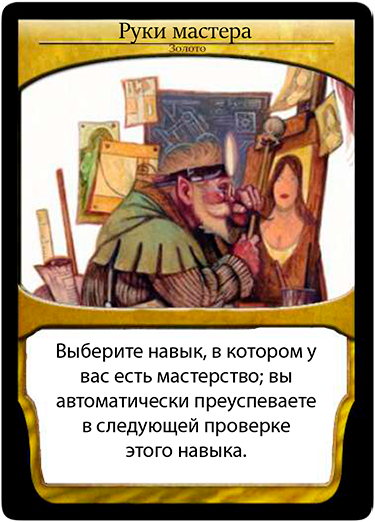 Руки мастера
Золото
Выберите навык, в котором у
вас есть мастерство; вы
автоматически преуспеваете
в следующей проверке
этого навыка.